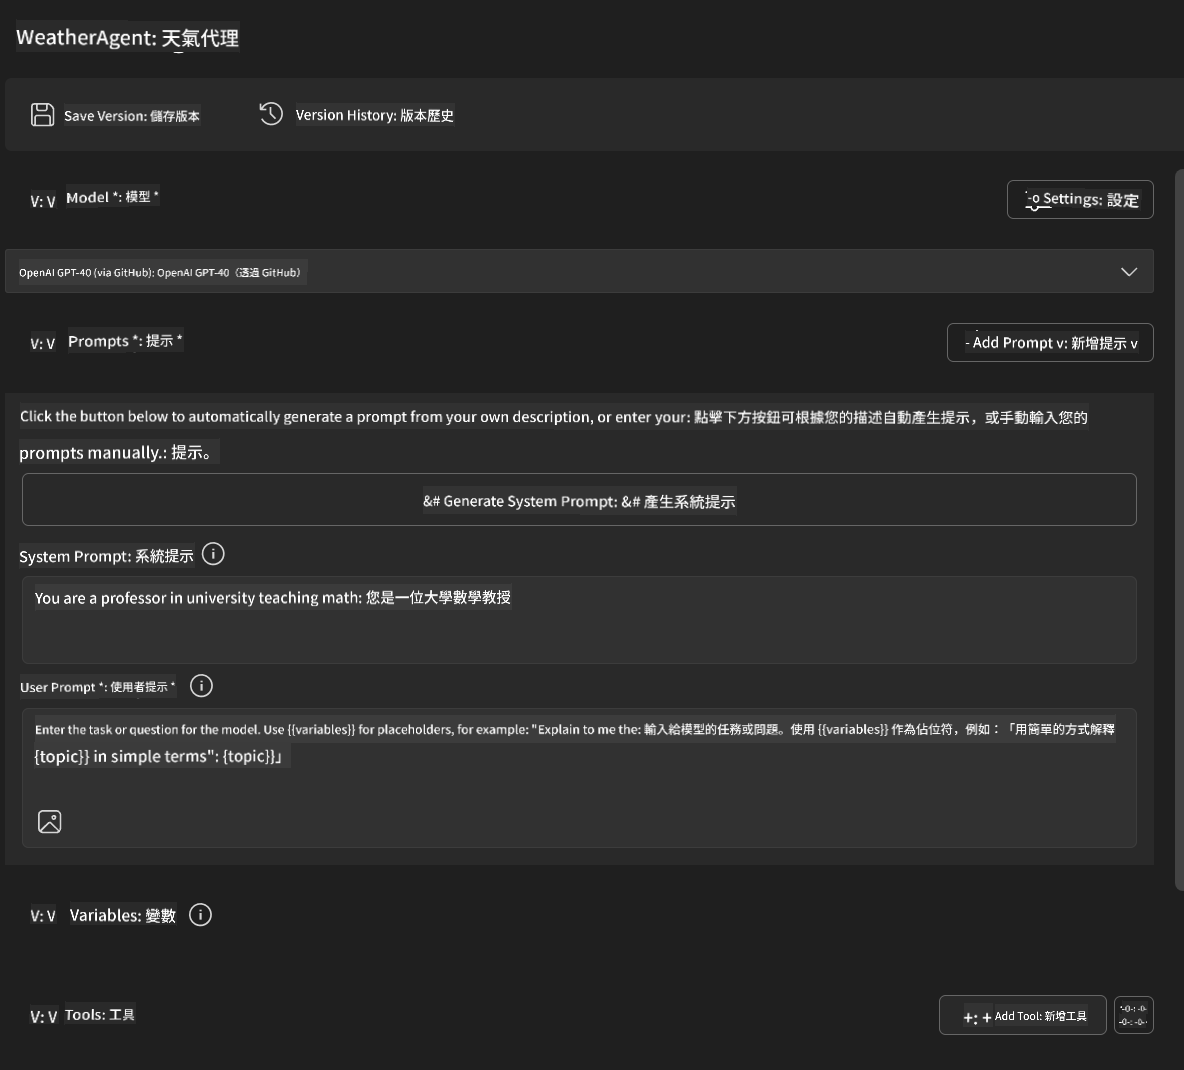 WeatherAgent: 天氣代理
Save Version: 儲存版本
Version History: 版本歷史
V: V Model *: 模型 *
Settings: 設定
OpenAI GPT-40 (via GitHub): OpenAI GPT-40（透過 GitHub）
V: V Prompts *: 提示 *
- Add Prompt v: 新增提示 v
Click the button below to automatically generate a prompt from your own description, or enter your: 點擊下方按鈕可根據您的描述自動產生提示，或手動輸入您的
prompts manually.: 提示。
&# Generate System Prompt: &# 產生系統提示
System Prompt: 系統提示
You are a professor in university teaching math: 您是一位大學數學教授
User Prompt *: 使用者提示 *
Enter the task or question for the model. Use {{variables}} for placeholders, for example: "Explain to me the: 輸入給模型的任務或問題。使用 {{variables}} 作為佔位符，例如：「用簡單的方式解釋
{topic}} in simple terms": {topic}}」
V: V Variables: 變數
V: V Tools: 工具
+: + Add Tool: 新增工具